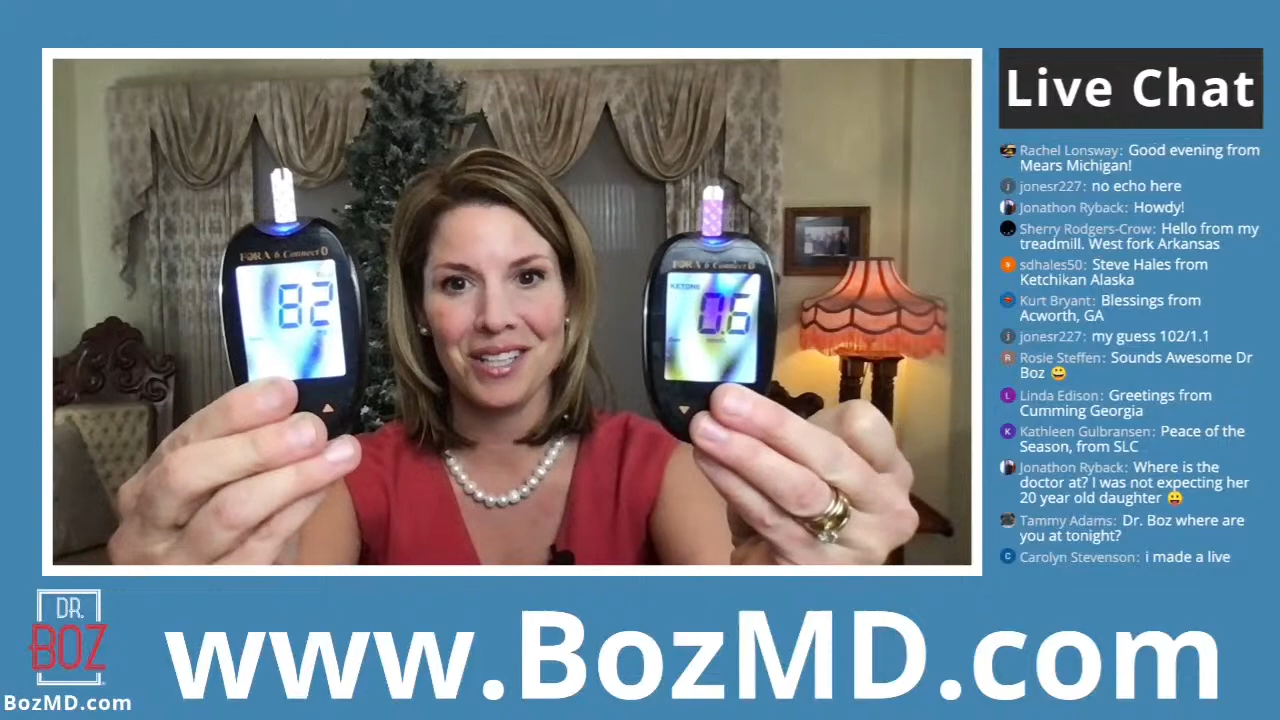 FORA 6 Connect
82
FORA 6 Connect
KETONE
0.6
Live Chat
Rachel Lonsway: Good evening from
Mears Michigan!
jonesr227: no echo here
Jonathon Ryback: Howdy!
Sherry Rodgers-Crow: Hello from my
treadmill. West fork Arkansas
sdhales50: Steve Hales from
Ketchikan Alaska
Kurt Bryant: Blessings from
Acworth, GA
jonesr227: my guess 102/1.1
Rosie Steffen: Sounds Awesome Dr
Boz 😀
Linda Edison: Greetings from
Cumming Georgia
Kathleen Gulbransen: Peace of the
Season, from SLC
Jonathon Ryback: Where is the
doctor at? I was not expecting her
20 year old daughter 😛
Tammy Adams: Dr. Boz where are
you at tonight?
Carolyn Stevenson: i made a live
DR.
BOZ
BozMD.com
www.BozMD.com